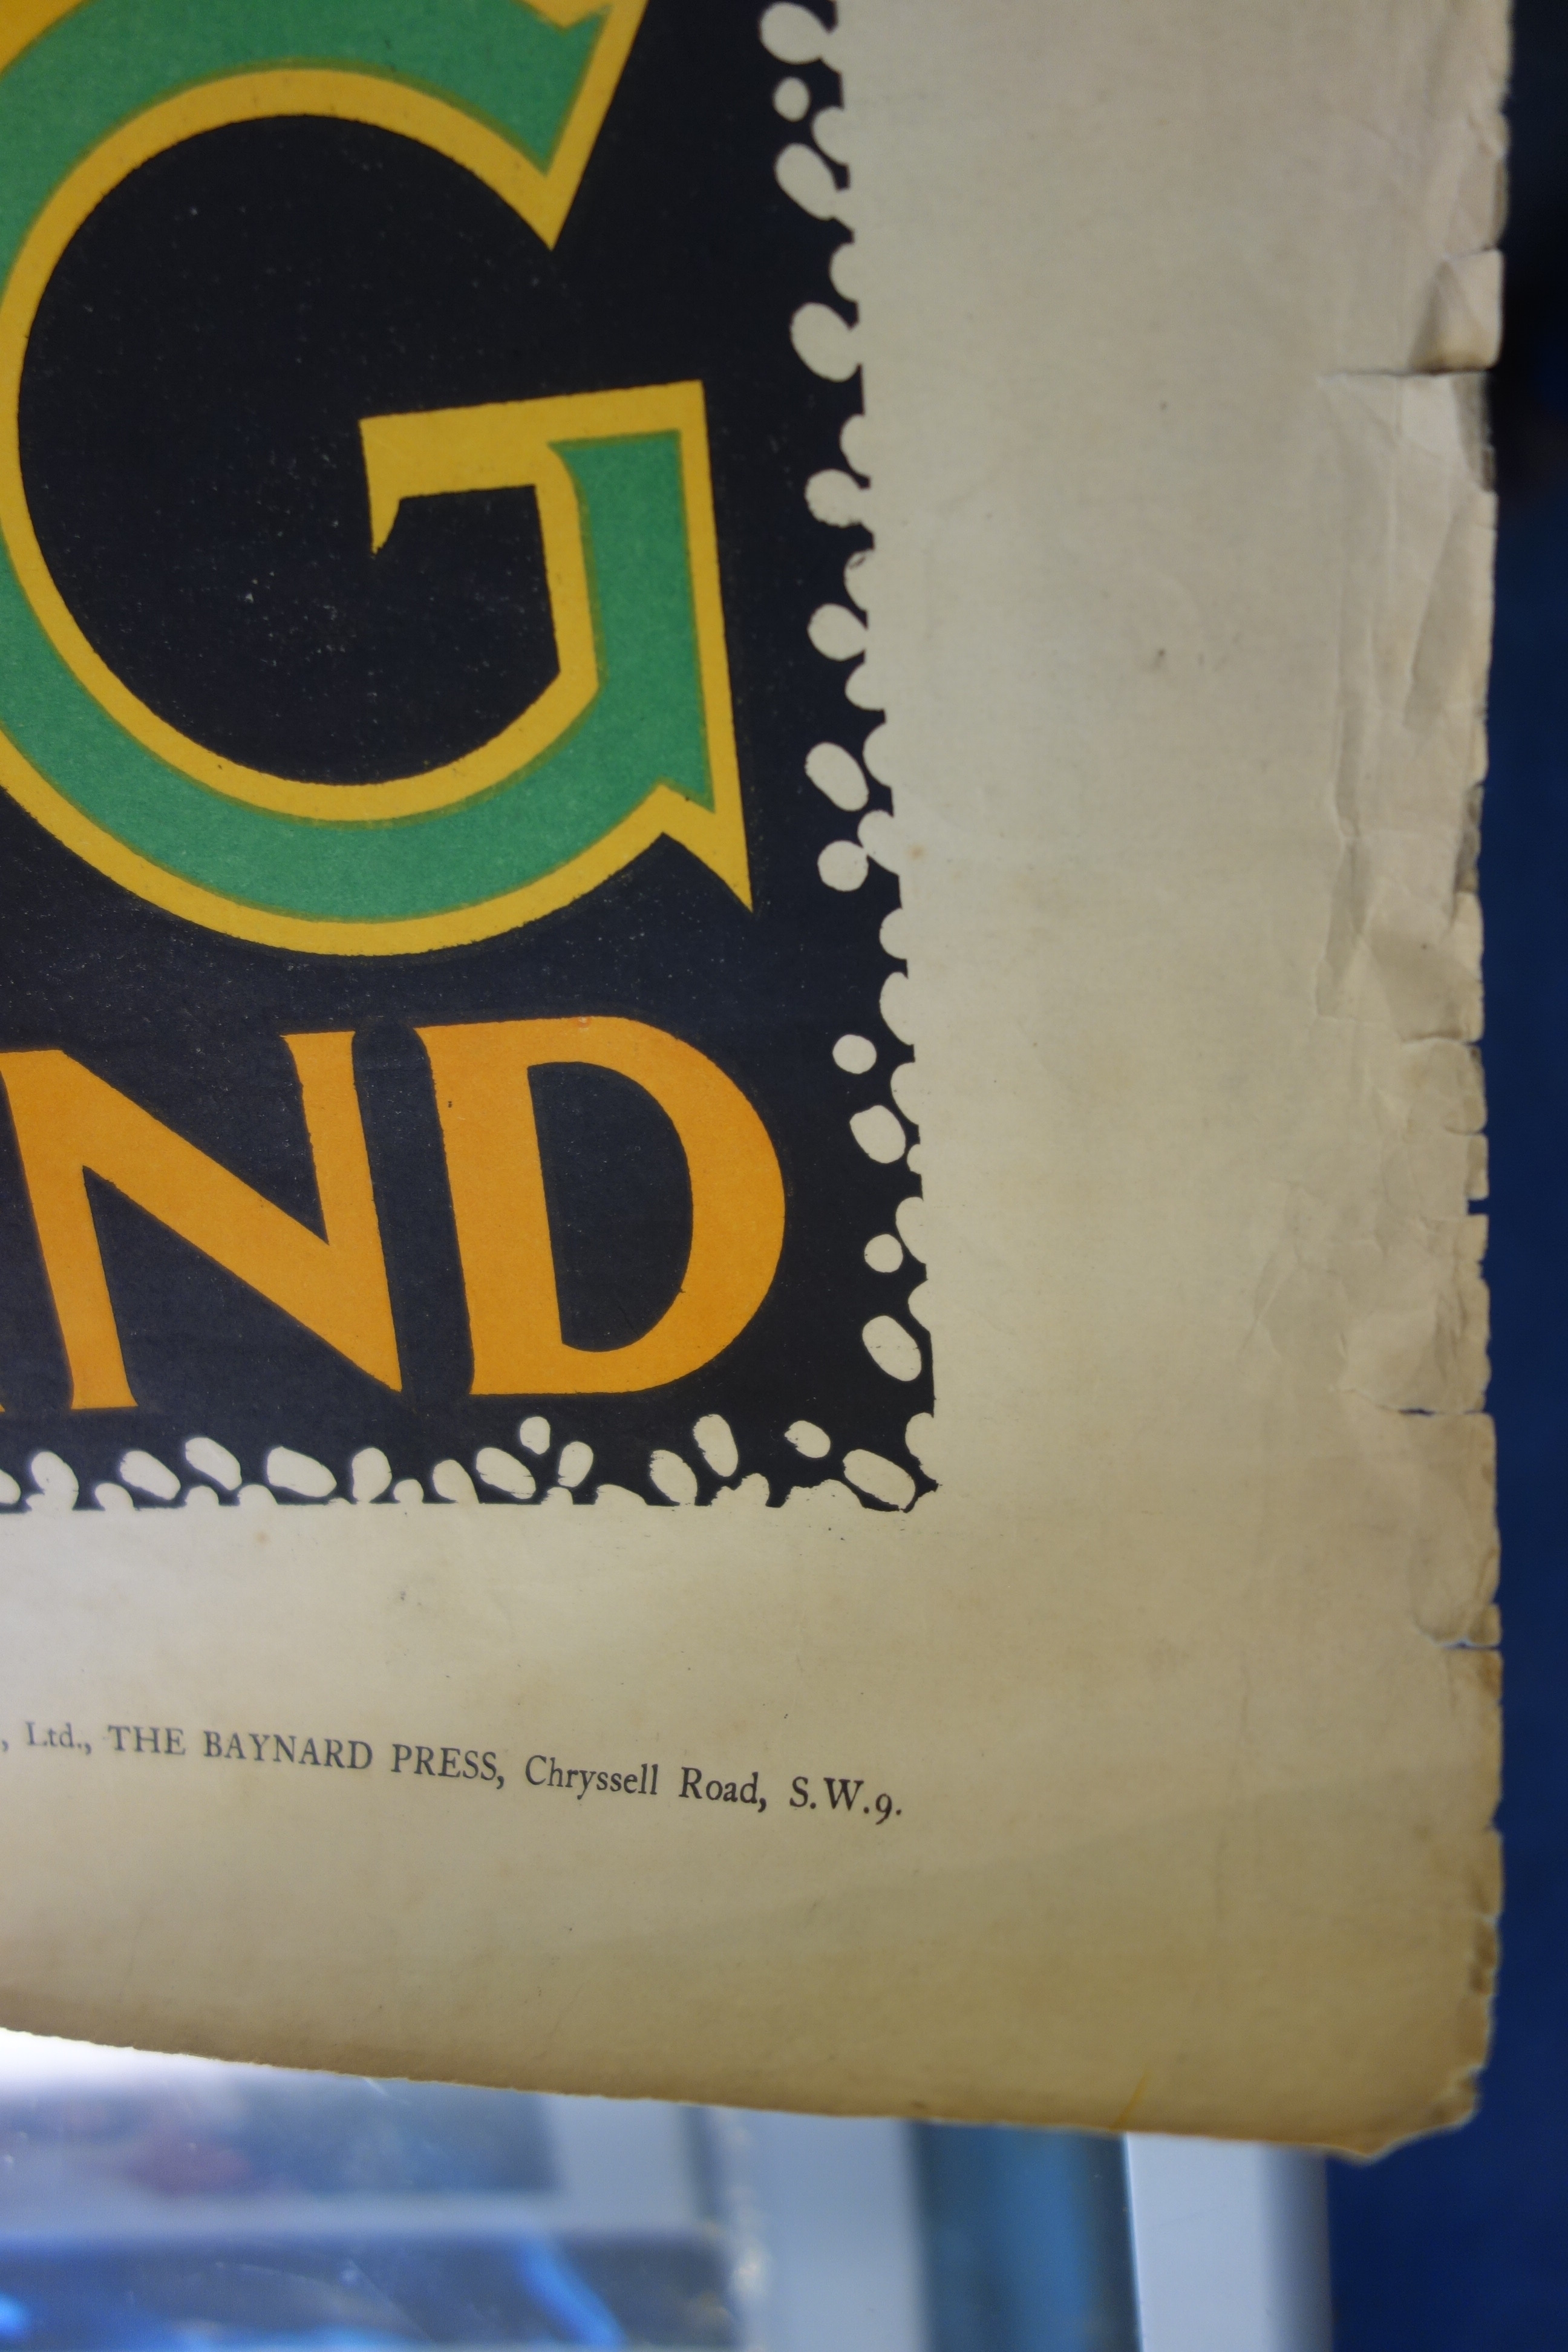 G
ND
, Ltd., THE BAYNARD PRESS, Chryssell Road, S.W.9.